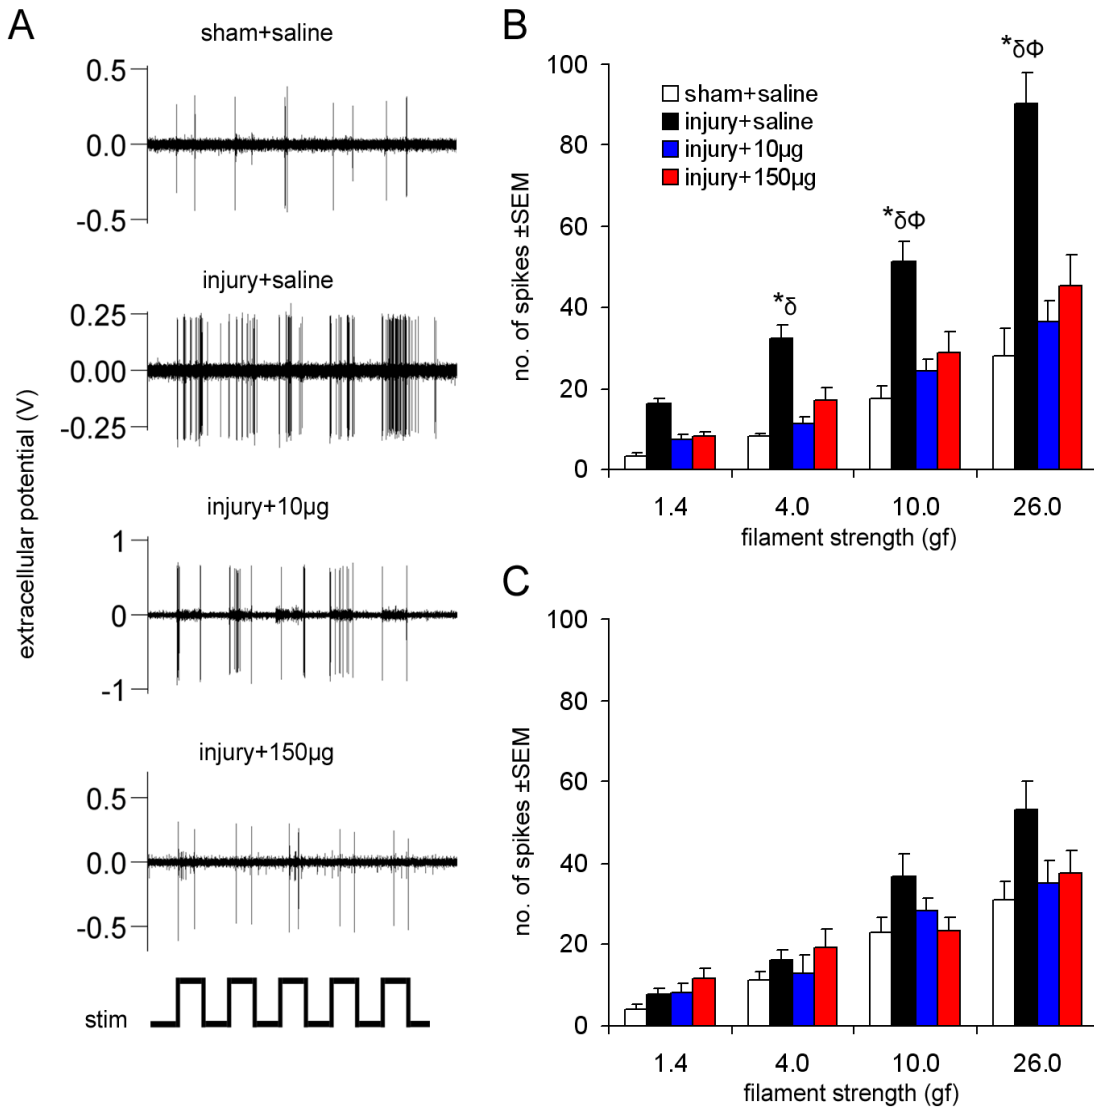 A
sham+saline
0.5
0.0
-0.5
injury+saline
0.25
0.00
-0.25
injury+10µg
1
0
-1
injury+150µg
0.5
0.0
-0.5
stim
extracellular potential (V)
B
*δΦ
*δΦ
*δ
sham+saline
injury+saline
injury+10µg
injury+150µg
100
80
60
40
20
0
no. of spikes ±SEM
1.4 4.0 10.0 26.0
filament strength (gf)
C
100
80
60
40
20
0
no. of spikes ±SEM
1.4 4.0 10.0 26.0
filament strength (gf)